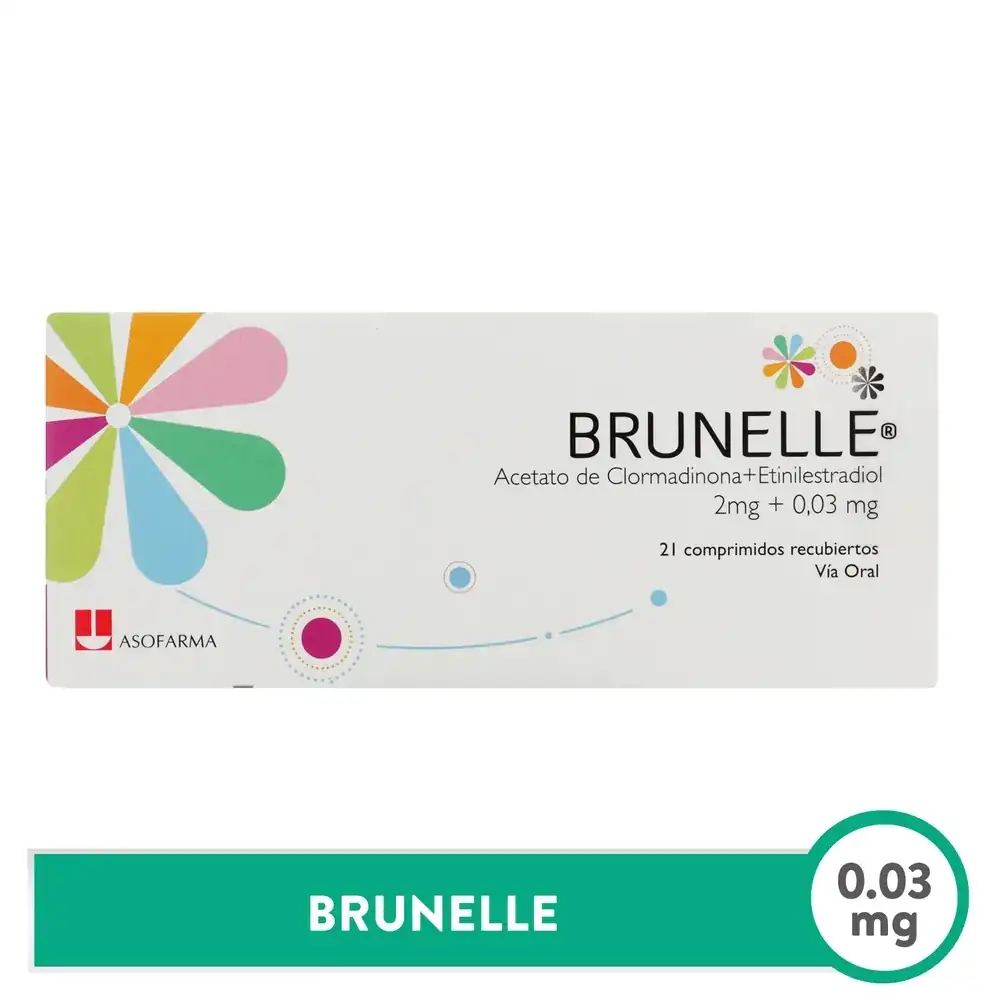 BRUNELLE®
Acetato de Clormadinona+Etinilestradiol
2mg + 0,03 mg
21 comprimidos recubiertos
Vía Oral
ASOFARMA
BRUNELLE
0.03
mg